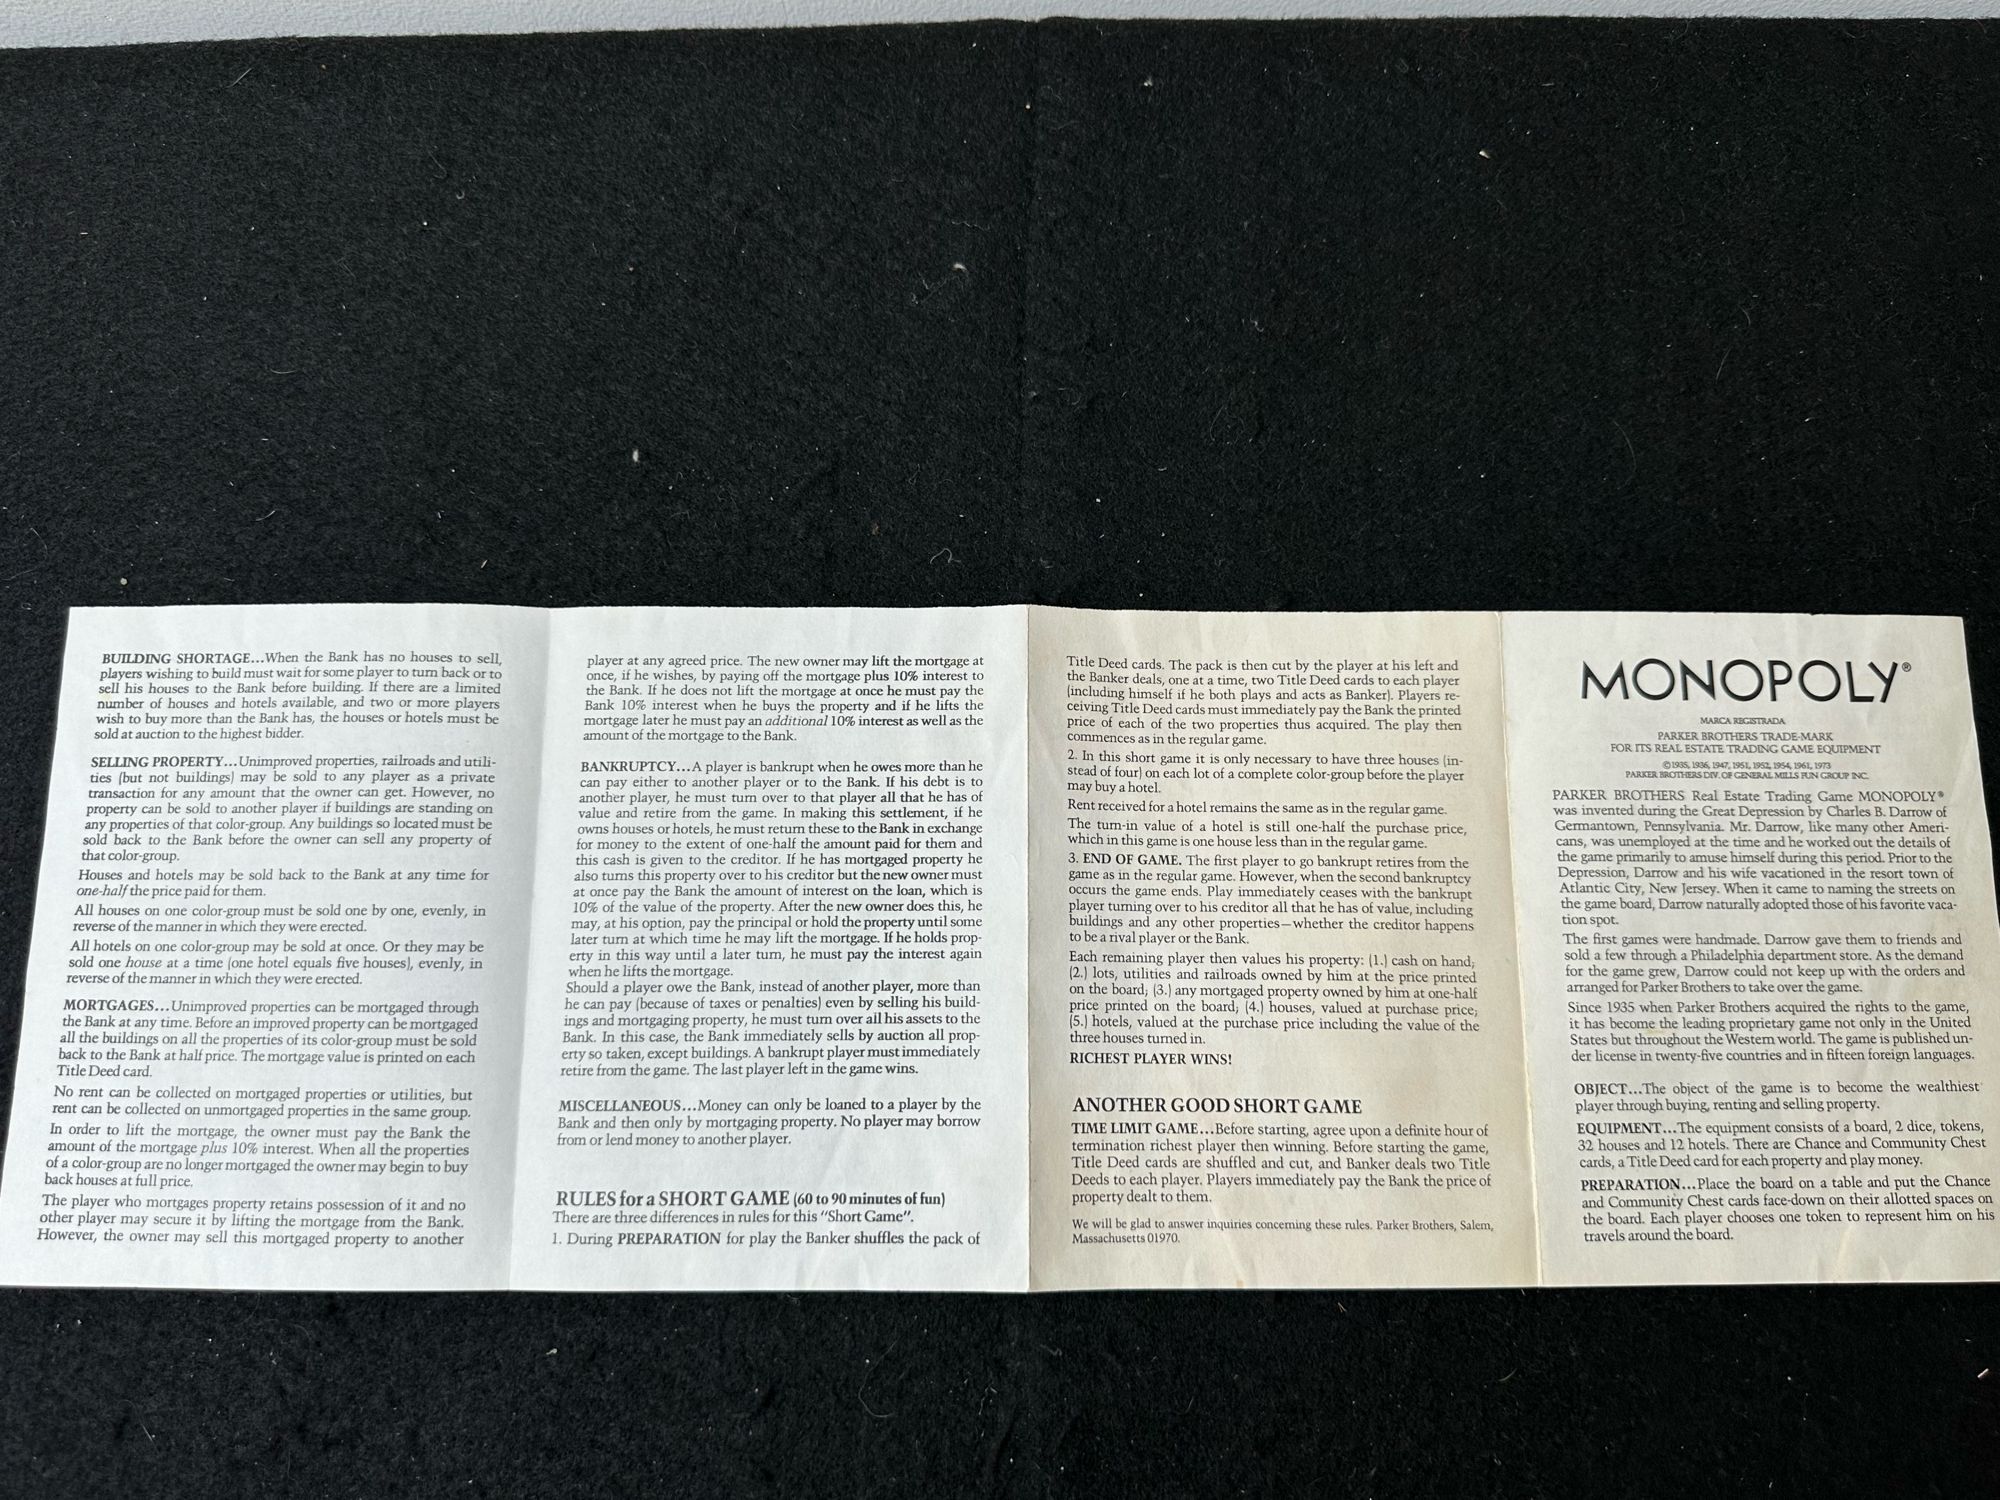 BUILDING SHORTAGE...When the Bank has no houses to sell,
players wishing to build must wait for some player to turn back or to
sell his houses to the Bank before building. If there are a limited
number of houses and hotels available, and two or more players
wish to buy more than the Bank has, the houses or hotels must be
sold at auction to the highest bidder.
SELLING PROPERTY...Unimproved properties, railroads and utili-
ties (but not buildings) may be sold to any player as a private
transaction for any amount that the owner can get. However, no
property can be sold to another player if buildings are standing on
any properties of that color-group. Any buildings so located must be
sold back to the Bank before the owner can sell any property of
that color-group.
Houses and hotels may be sold back to the Bank at any time for
one-half the price paid for them.
All houses on one color-group must be sold one by one, evenly, in
reverse of the manner in which they were erected.
All hotels on one color-group may be sold at once. Or they may be
sold one house at a time (one hotel equals five houses), evenly, in
reverse of the manner in which they were erected.
MORTGAGES...Unimproved properties can be mortgaged through
the Bank at any time. Before an improved property can be mortgaged
all the buildings on all the properties of its color-group must be sold
back to the Bank at half price. The mortgage value is printed on each
Title Deed card.
No rent can be collected on mortgaged properties or utilities, but
rent can be collected on unmortgaged properties in the same group.
In order to lift the mortgage, the owner must pay the Bank the
amount of the mortgage plus 10% interest. When all the properties
of a color-group are no longer mortgaged the owner may begin to buy
back houses at full price.
The player who mortgages property retains possession of it and no
other player may secure it by lifting the mortgage from the Bank.
However, the owner may sell this mortgaged property to another
player at any agreed price. The new owner may lift the mortgage at
once, if he wishes, by paying off the mortgage plus 10% interest to
the Bank. If he does not lift the mortgage at once he must pay the
Bank 10% interest when he buys the property and if he lifts the
mortgage later he must pay an additional 10% interest as well as the
amount of the mortgage to the Bank.
BANKRUPTCY...A player is bankrupt when he owes more than he
can pay either to another player or to the Bank. If his debt is to
another player, he must turn over to that player all that he has of
value and retire from the game. In making this settlement, if he
owns houses or hotels, he must return these to the Bank in exchange
for money to the extent of one-half the amount paid for them and
this cash is given to the creditor. If he has mortgaged property he
also turns this property over to his creditor but the new owner must
at once pay the Bank the amount of interest on the loan, which is
10% of the value of the property. After the new owner does this, he
may, at his option, pay the principal or hold the property until some
later turn at which time he may lift the mortgage. If he holds prop-
erty in this way until a later turn, he must pay the interest again
when he lifts the mortgage.
Should a player owe the Bank, instead of another player, more than
he can pay (because of taxes or penalties) even by selling his build-
ings and mortgaging property, he must turn over all his assets to the
Bank. In this case, the Bank immediately sells by auction all prop-
erty so taken, except buildings. A bankrupt player must immediately
retire from the game. The last player left in the game wins.
MISCELLANEOUS...Money can only be loaned to a player by the
Bank and then only by mortgaging property. No player may borrow
from or lend money to another player.
RULES for a SHORT GAME (60 to 90 minutes of fun)
There are three differences in rules for this "Short Game".
1. During PREPARATION for play the Banker shuffles the pack of
Title Deed cards. The pack is then cut by the player at his left and
the Banker deals, one at a time, two Title Deed cards to each player
(including himself if he both plays and acts as Banker). Players re-
ceiving Title Deed cards must immediately pay the Bank the printed
price of each of the two properties thus acquired. The play then
commences as in the regular game.
2. In this short game it is only necessary to have three houses (in-
stead of four) on each lot of a complete color-group before the player
may buy a hotel.
Rent received for a hotel remains the same as in the regular game.
The turn-in value of a hotel is still one-half the purchase price,
which in this game is one house less than in the regular game.
3. END OF GAME. The first player to go bankrupt retires from the
game as in the regular game. However, when the second bankruptcy
occurs the game ends. Play immediately ceases with the bankrupt
player turning over to his creditor all that he has of value, including
buildings and any other properties—whether the creditor happens
to be a rival player or the Bank.
Each remaining player then values his property: (1.) cash on hand;
(2.) lots, utilities and railroads owned by him at the price printed
on the board; (3.) any mortgaged property owned by him at one-half
price printed on the board; (4.) houses, valued at purchase price;
(5.) hotels, valued at the purchase price including the value of the
three houses turned in.
RICHEST PLAYER WINS!
ANOTHER GOOD SHORT GAME
TIME LIMIT GAME...Before starting, agree upon a definite hour of
termination richest player then winning. Before starting the game,
Title Deed cards are shuffled and cut, and Banker deals two Title
Deeds to each player. Players immediately pay the Bank the price of
property dealt to them.
We will be glad to answer inquiries concerning these rules. Parker Brothers, Salem,
Massachusetts 01970.
MONOPOLY®
MARCA REGISTRADA
PARKER BROTHERS TRADE-MARK
FOR ITS REAL ESTATE TRADING GAME EQUIPMENT
©1935, 1936, 1947, 1951, 1952, 1954, 1961, 1973
PARKER BROTHERS DIV. OF GENERAL MILLS FUN GROUP INC.
PARKER BROTHERS Real Estate Trading Game MONOPOLY®
was invented during the Great Depression by Charles B. Darrow of
Germantown, Pennsylvania. Mr. Darrow, like many other Ameri-
cans, was unemployed at the time and he worked out the details of
the game primarily to amuse himself during this period. Prior to the
Depression, Darrow and his wife vacationed in the resort town of
Atlantic City, New Jersey. When it came to naming the streets on
the game board, Darrow naturally adopted those of his favorite vaca-
tion spot.
The first games were handmade. Darrow gave them to friends and
sold a few through a Philadelphia department store. As the demand
for the game grew, Darrow could not keep up with the orders and
arranged for Parker Brothers to take over the game.
Since 1935 when Parker Brothers acquired the rights to the game,
it has become the leading proprietary game not only in the United
States but throughout the Western world. The game is published un-
der license in twenty-five countries and in fifteen foreign languages.
OBJECT...The object of the game is to become the wealthiest
player through buying, renting and selling property.
EQUIPMENT...The equipment consists of a board, 2 dice, tokens,
32 houses and 12 hotels. There are Chance and Community Chest
cards, a Title Deed card for each property and play money.
PREPARATION...Place the board on a table and put the Chance
and Community Chest cards face-down on their allotted spaces on
the board. Each player chooses one token to represent him on his
travels around the board.